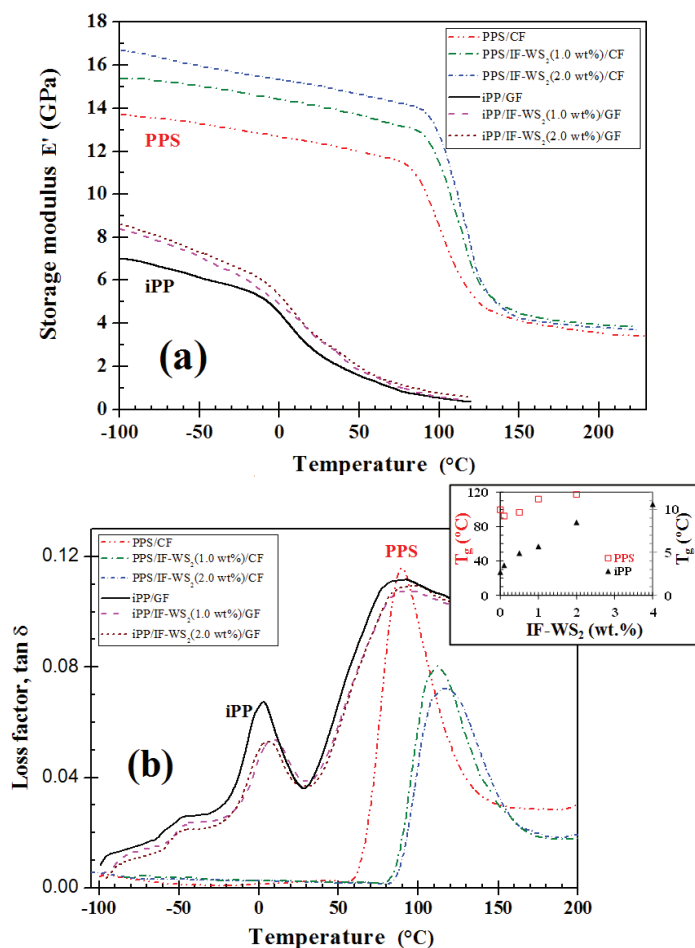 (a)
Storage modulus E' (GPa)
18
16
14
12
10
8
6
4
2
0
PPS/CF
PPS/IF-WS₂(1.0 wt%)/CF
PPS/IF-WS₂(2.0 wt%)/CF
iPP/GF
iPP/IF-WS₂(1.0 wt%)/GF
iPP/IF-WS₂(2.0 wt%)/GF
PPS
iPP
-100 -50 0 50 100 150 200
Temperature (°C)
120
80
40
0
10
5
0
T_g (°C)
T_g (°C)
PPS
iPP
0 1 2 3 4
IF-WS₂ (wt.%)
Loss factor, tan δ
0.12
0.08
0.04
0.00
PPS/CF
PPS/IF-WS₂(1.0 wt%)/CF
PPS/IF-WS₂(2.0 wt%)/CF
iPP/GF
iPP/IF-WS₂(1.0 wt%)/GF
iPP/IF-WS₂(2.0 wt%)/GF
PPS
iPP
(b)
-100 -50 0 50 100 150 200
Temperature (°C)